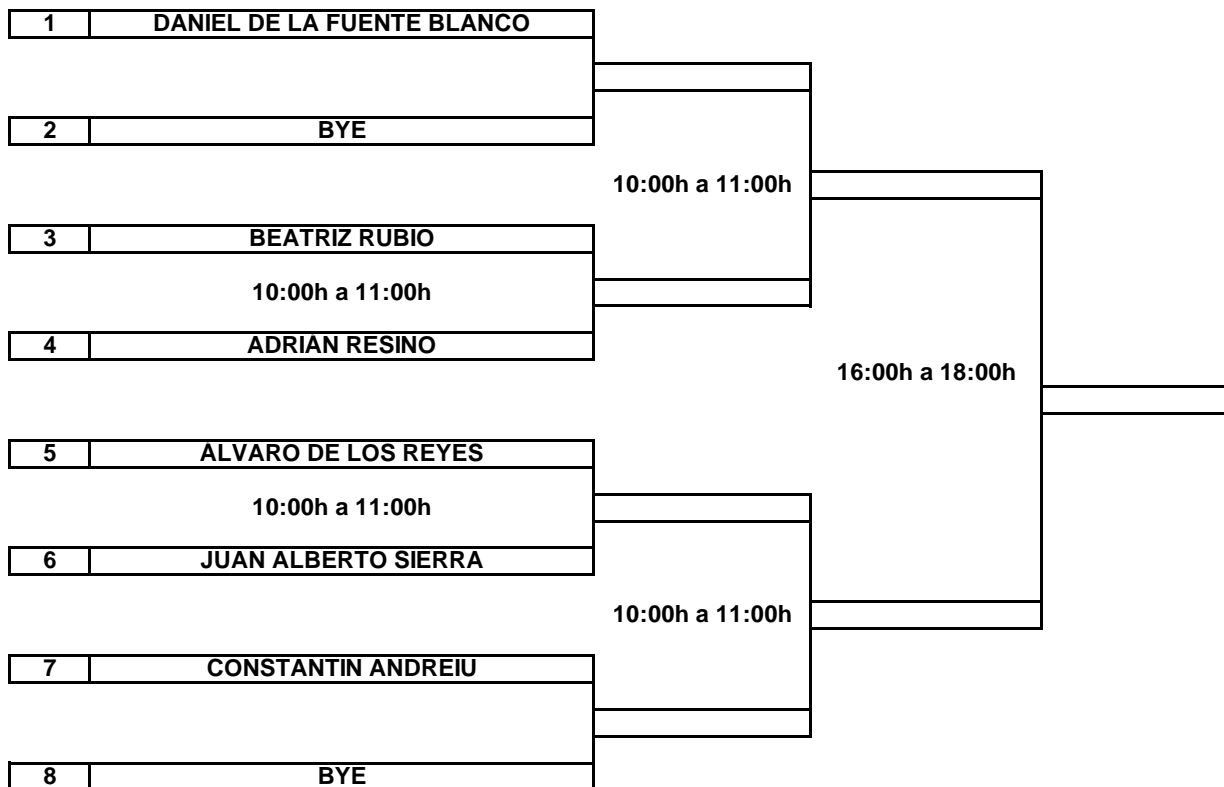 1 DANIEL DE LA FUENTE BLANCO
2 BYE
10:00h a 11:00h
3 BEATRIZ RUBIO
10:00h a 11:00h
4 ADRIÁN RESINO
16:00h a 18:00h
5 ÁLVARO DE LOS REYES
10:00h a 11:00h
6 JUAN ALBERTO SIERRA
10:00h a 11:00h
7 CONSTANTIN ANDREIU
8 BYE